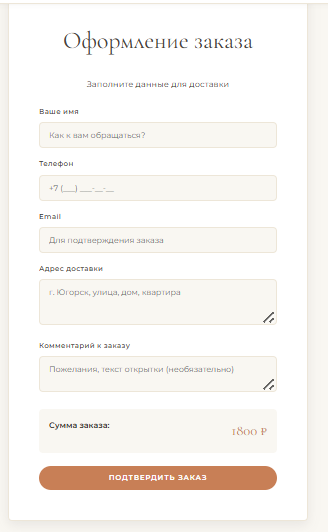 Оформление заказа
Заполните данные для доставки
Ваше имя
Как к вам обращаться?
Телефон
+7 (___) ___-__-__
Email
Для подтверждения заказа
Адрес доставки
г. Югорск, улица, дом, квартира
Комментарий к заказу
Пожелания, текст открытки (необязательно)
Сумма заказа:
1800 ₽
ПОДТВЕРДИТЬ ЗАКАЗ